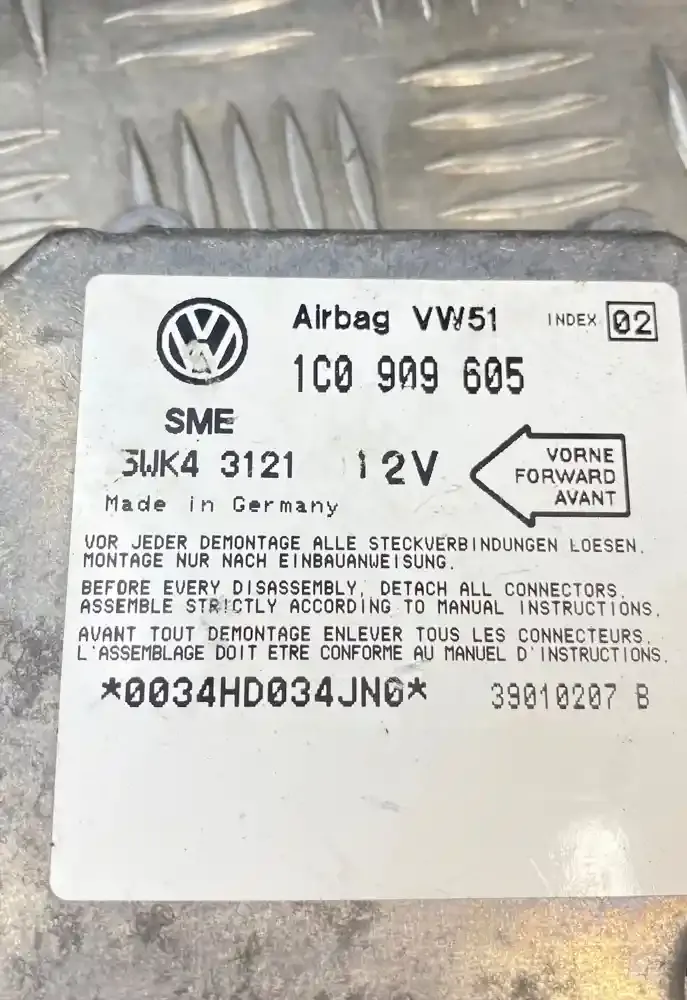 Airbag VW51 INDEX 02
1C0 909 605
SME
3WK4 3121 12V
VORNE
FORWARD
AVANT
Made in Germany
VOR JEDER DEMONTAGE ALLE STECKVERBINDUNGEN LOESEN.
MONTAGE NUR NACH EINBAUANWEISUNG.
BEFORE EVERY DISASSEMBLY, DETACH ALL CONNECTORS.
ASSEMBLE STRICTLY ACCORDING TO MANUAL INSTRUCTIONS.
AVANT TOUT DEMONTAGE ENLEVER TOUS LES CONNECTEURS.
L'ASSEMBLAGE DOIT ETRE CONFORME AU MANUEL D'INSTRUCTIONS.
*0034HD034JN0* 39010207 B